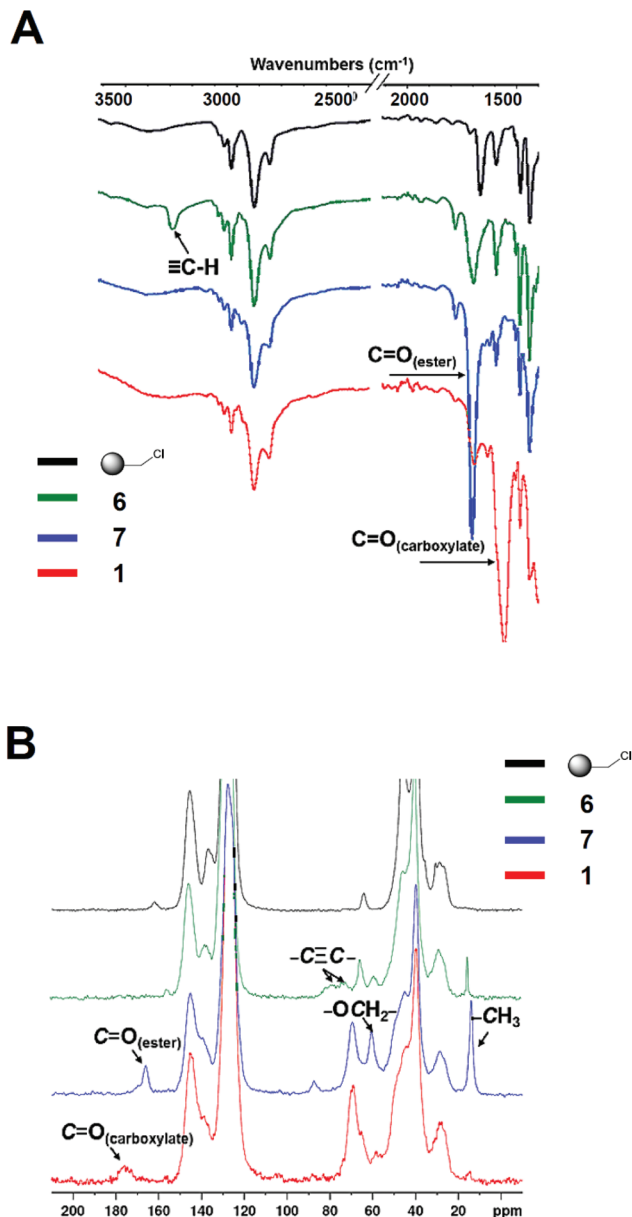 A
Wavenumbers (cm-1)
3500 3000 2500 2000 1500
≡C-H
C=O(ester)
Cl
6
7
C=O(carboxylate)
1
B
Cl
6
7
1
–C≡C–
–OCH2–
–CH3
C=O(ester)
C=O(carboxylate)
210 200 180 160 140 120 100 80 60 40 20 ppm